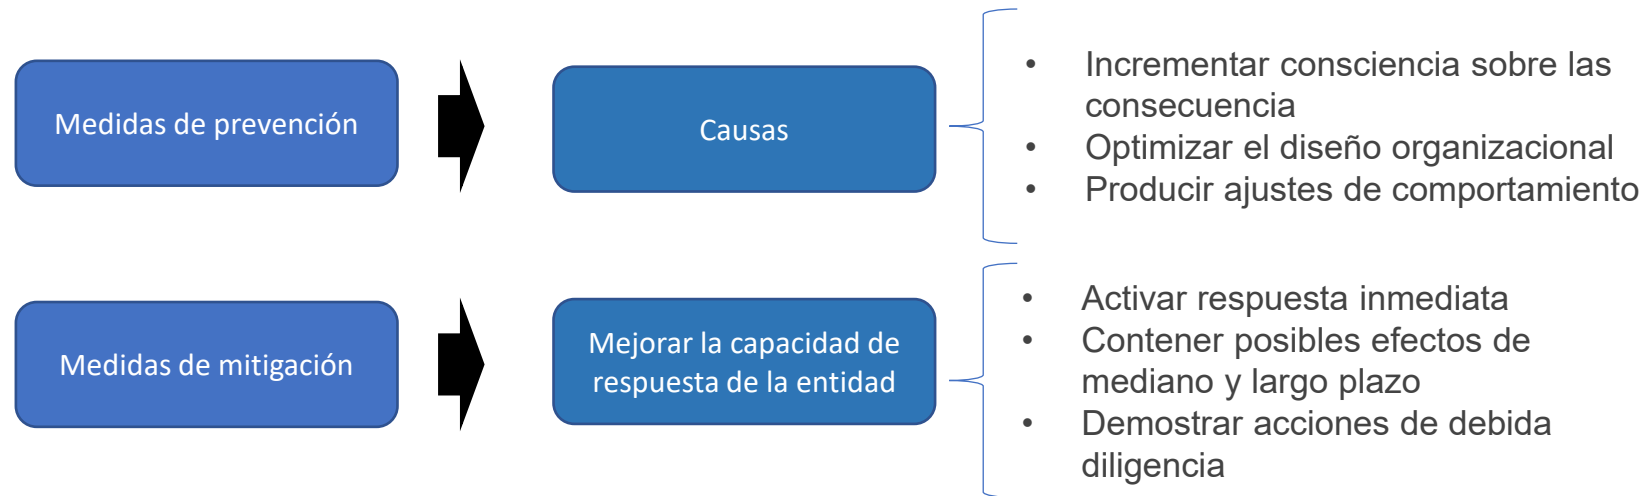 Medidas de prevención
Causas
• Incrementar consciencia sobre las
consecuencia
• Optimizar el diseño organizacional
• Producir ajustes de comportamiento
Medidas de mitigación
Mejorar la capacidad de
respuesta de la entidad
• Activar respuesta inmediata
• Contener posibles efectos de
mediano y largo plazo
• Demostrar acciones de debida
diligencia